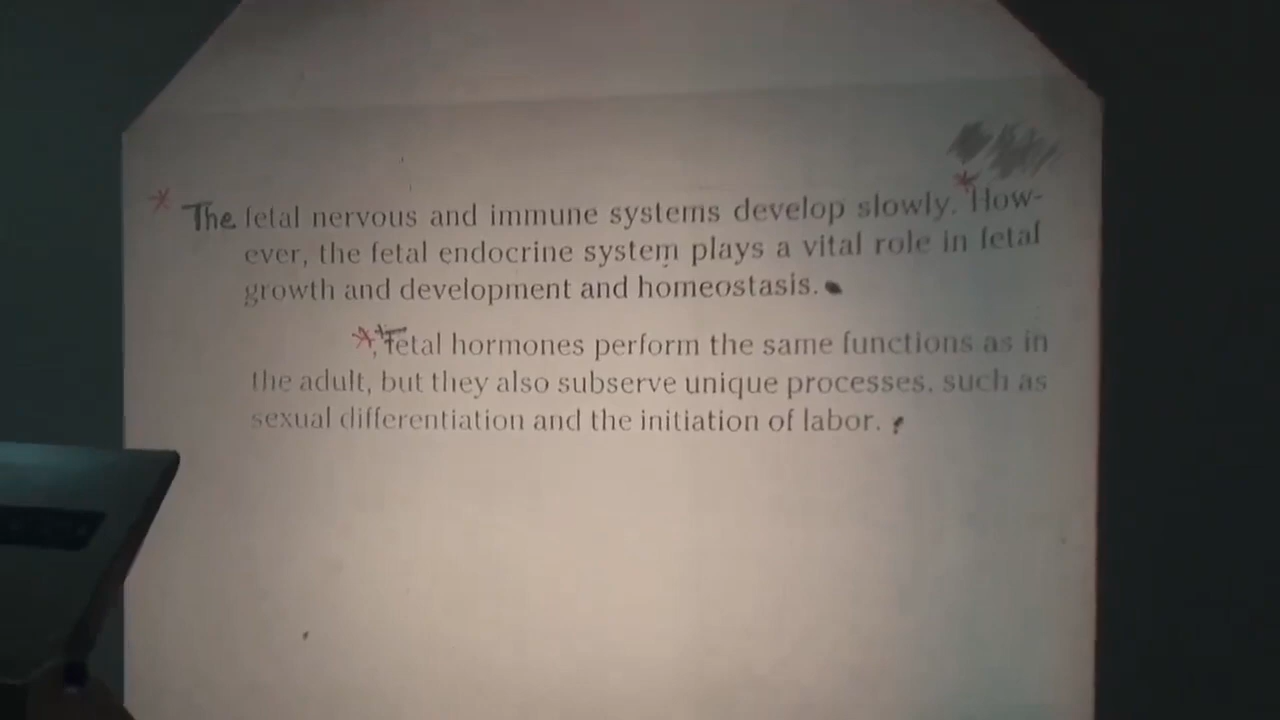 * The fetal nervous and immune systems develop slowly. * How-
ever, the fetal endocrine system plays a vital role in fetal
growth and development and homeostasis.
* Fetal hormones perform the same functions as in
the adult, but they also subserve unique processes, such as
sexual differentiation and the initiation of labor.